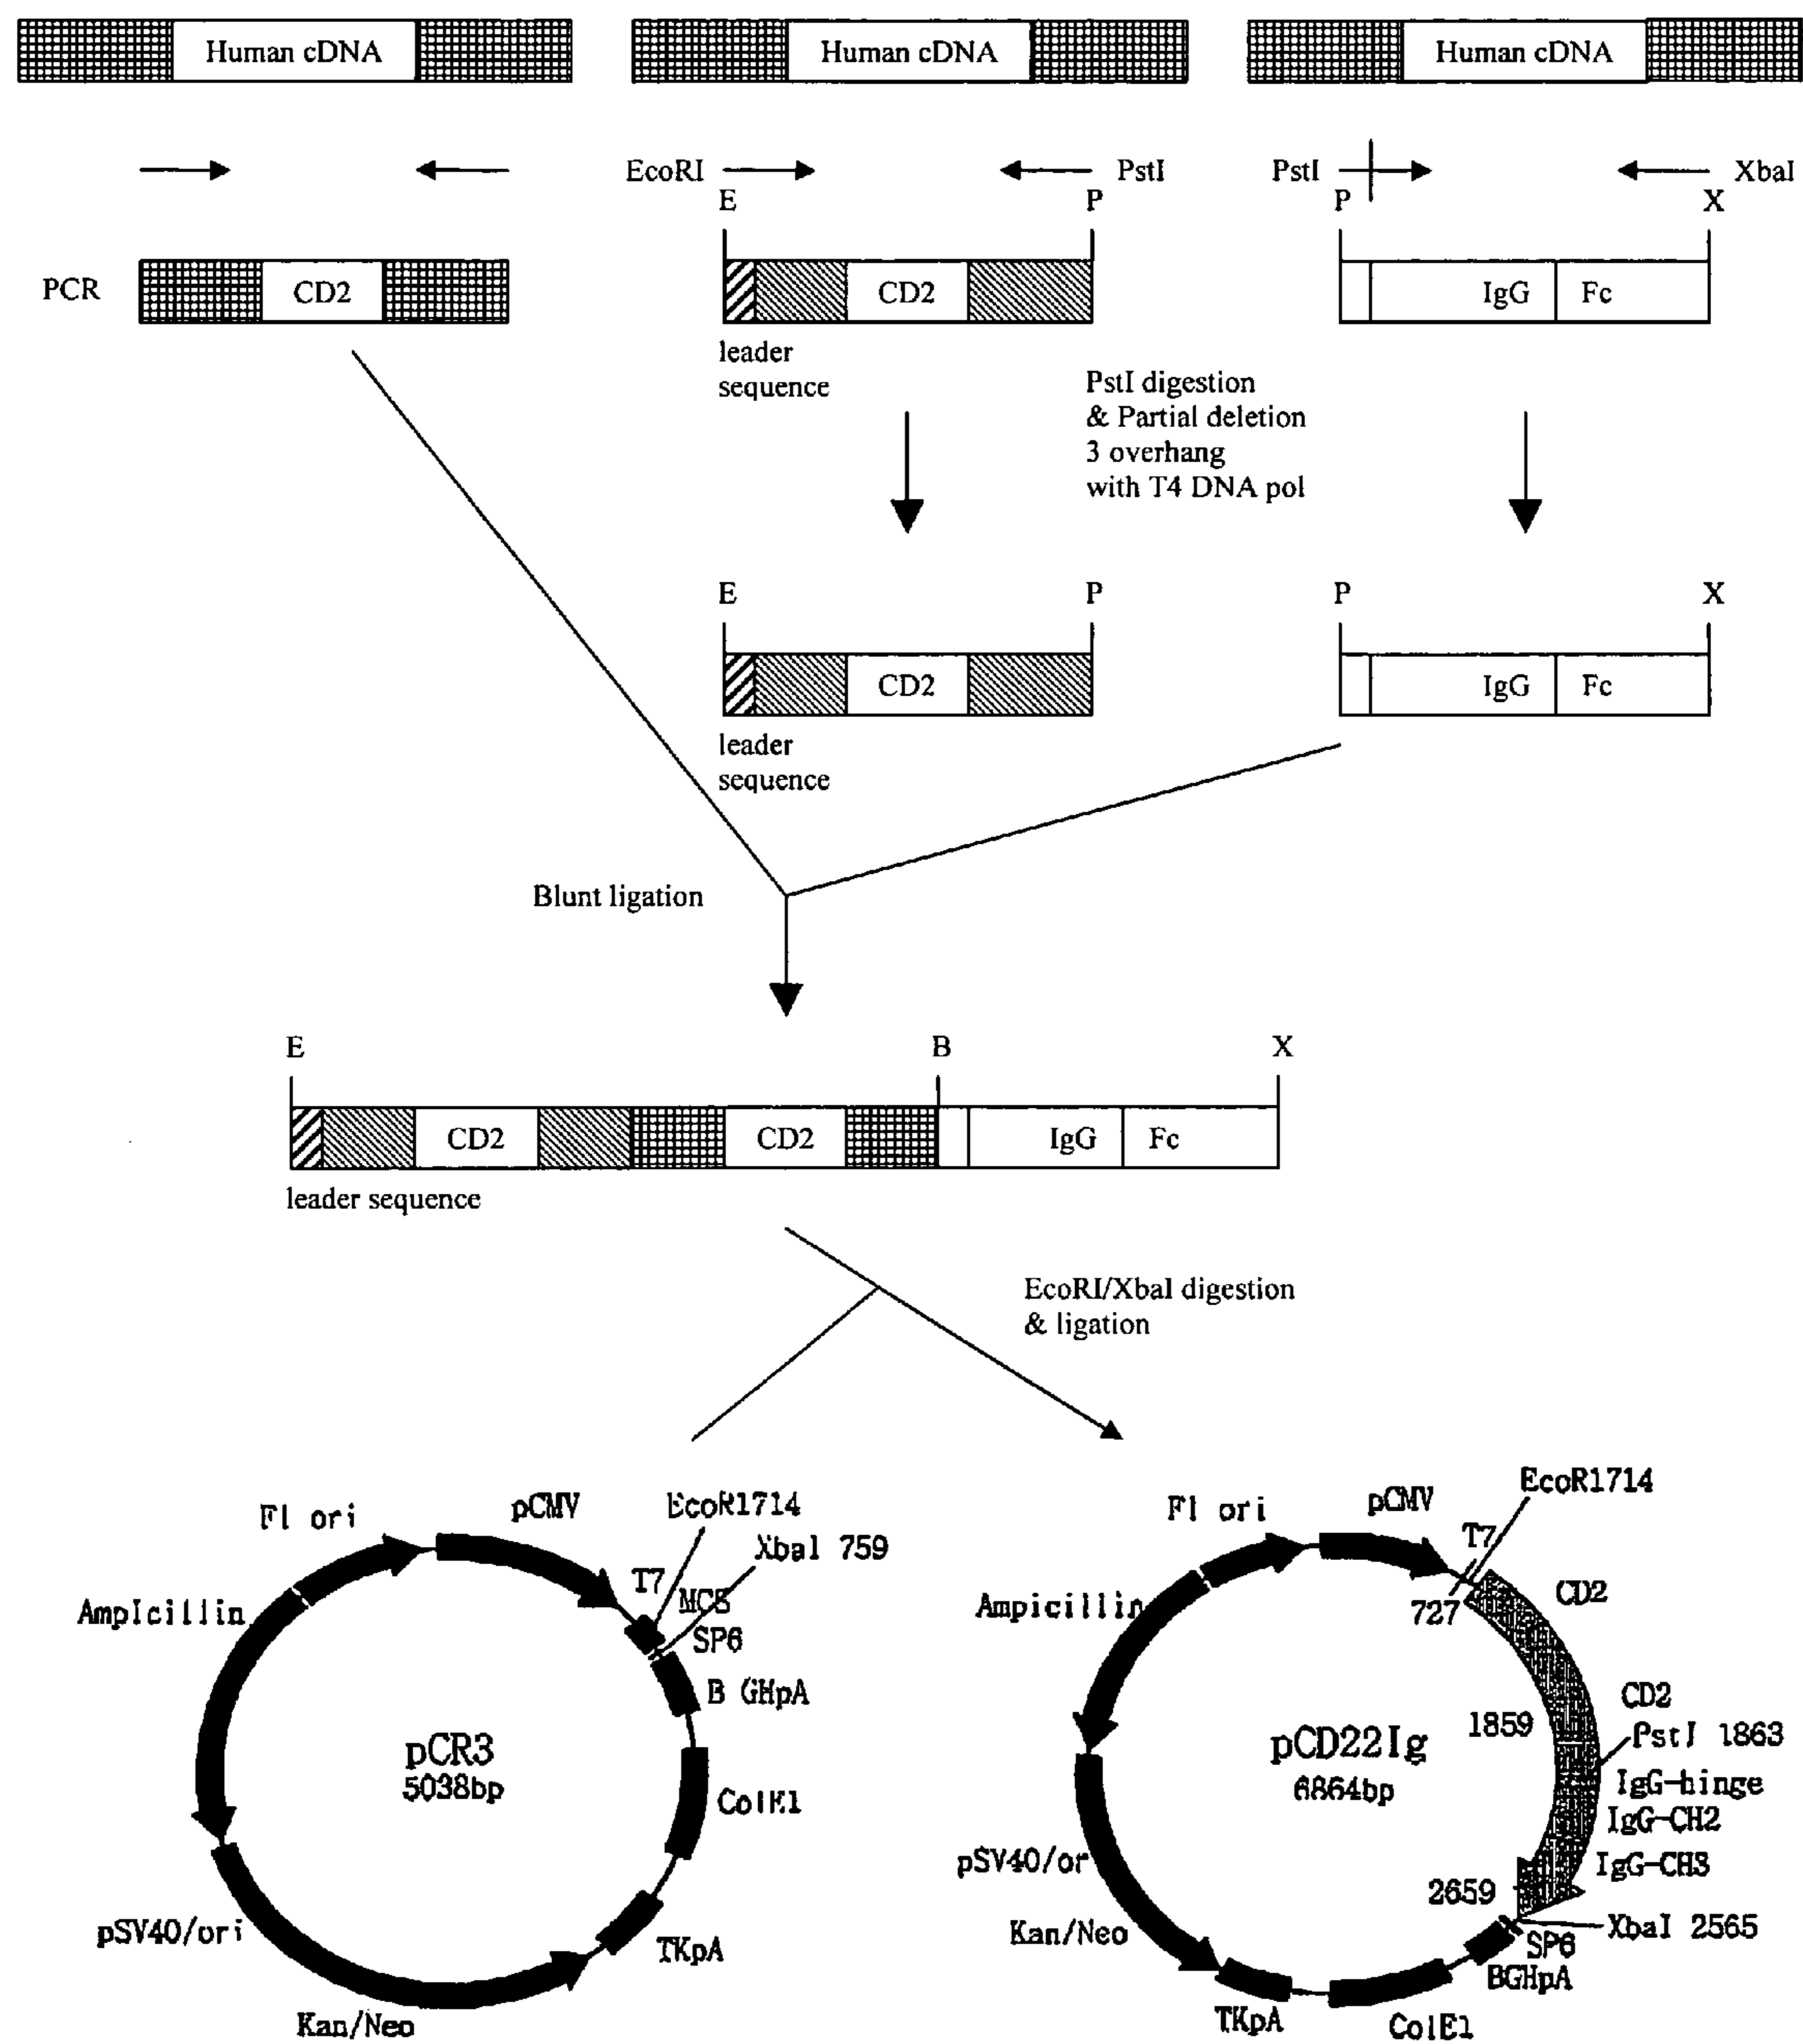 Human cDNA
Human cDNA
Human cDNA
EcoRI
PstI
PstI
XbaI
E
P
P
X
PCR
CD2
CD2
IgG
Fc
leader
sequence
PstI digestion
& Partial deletion
3 overhang
with T4 DNA pol
E
P
P
X
CD2
IgG
Fc
leader
sequence
Blunt ligation
E
B
X
CD2
CD2
IgG
Fc
leader sequence
EcoRI/XbaI digestion
& ligation
Fl ori
pCMV
EcoR1714
Xbal 759
T7
MCS
SP6
AmpIcillin
B GHpA
pCR3
5038bp
ColEl
pSV40/ori
TKpA
Kan/Neo
Fl ori
pCMV
EcoR1714
T7
727
CD2
Ampicillin
CD2
1859
PstI 1863
pCD22Ig
6864bp
IgG-hinge
IgG-CH2
IgG-CH3
pSV40/or
2659
XbaI 2565
Kan/Neo
SP6
BGHpA
TKpA
ColEl